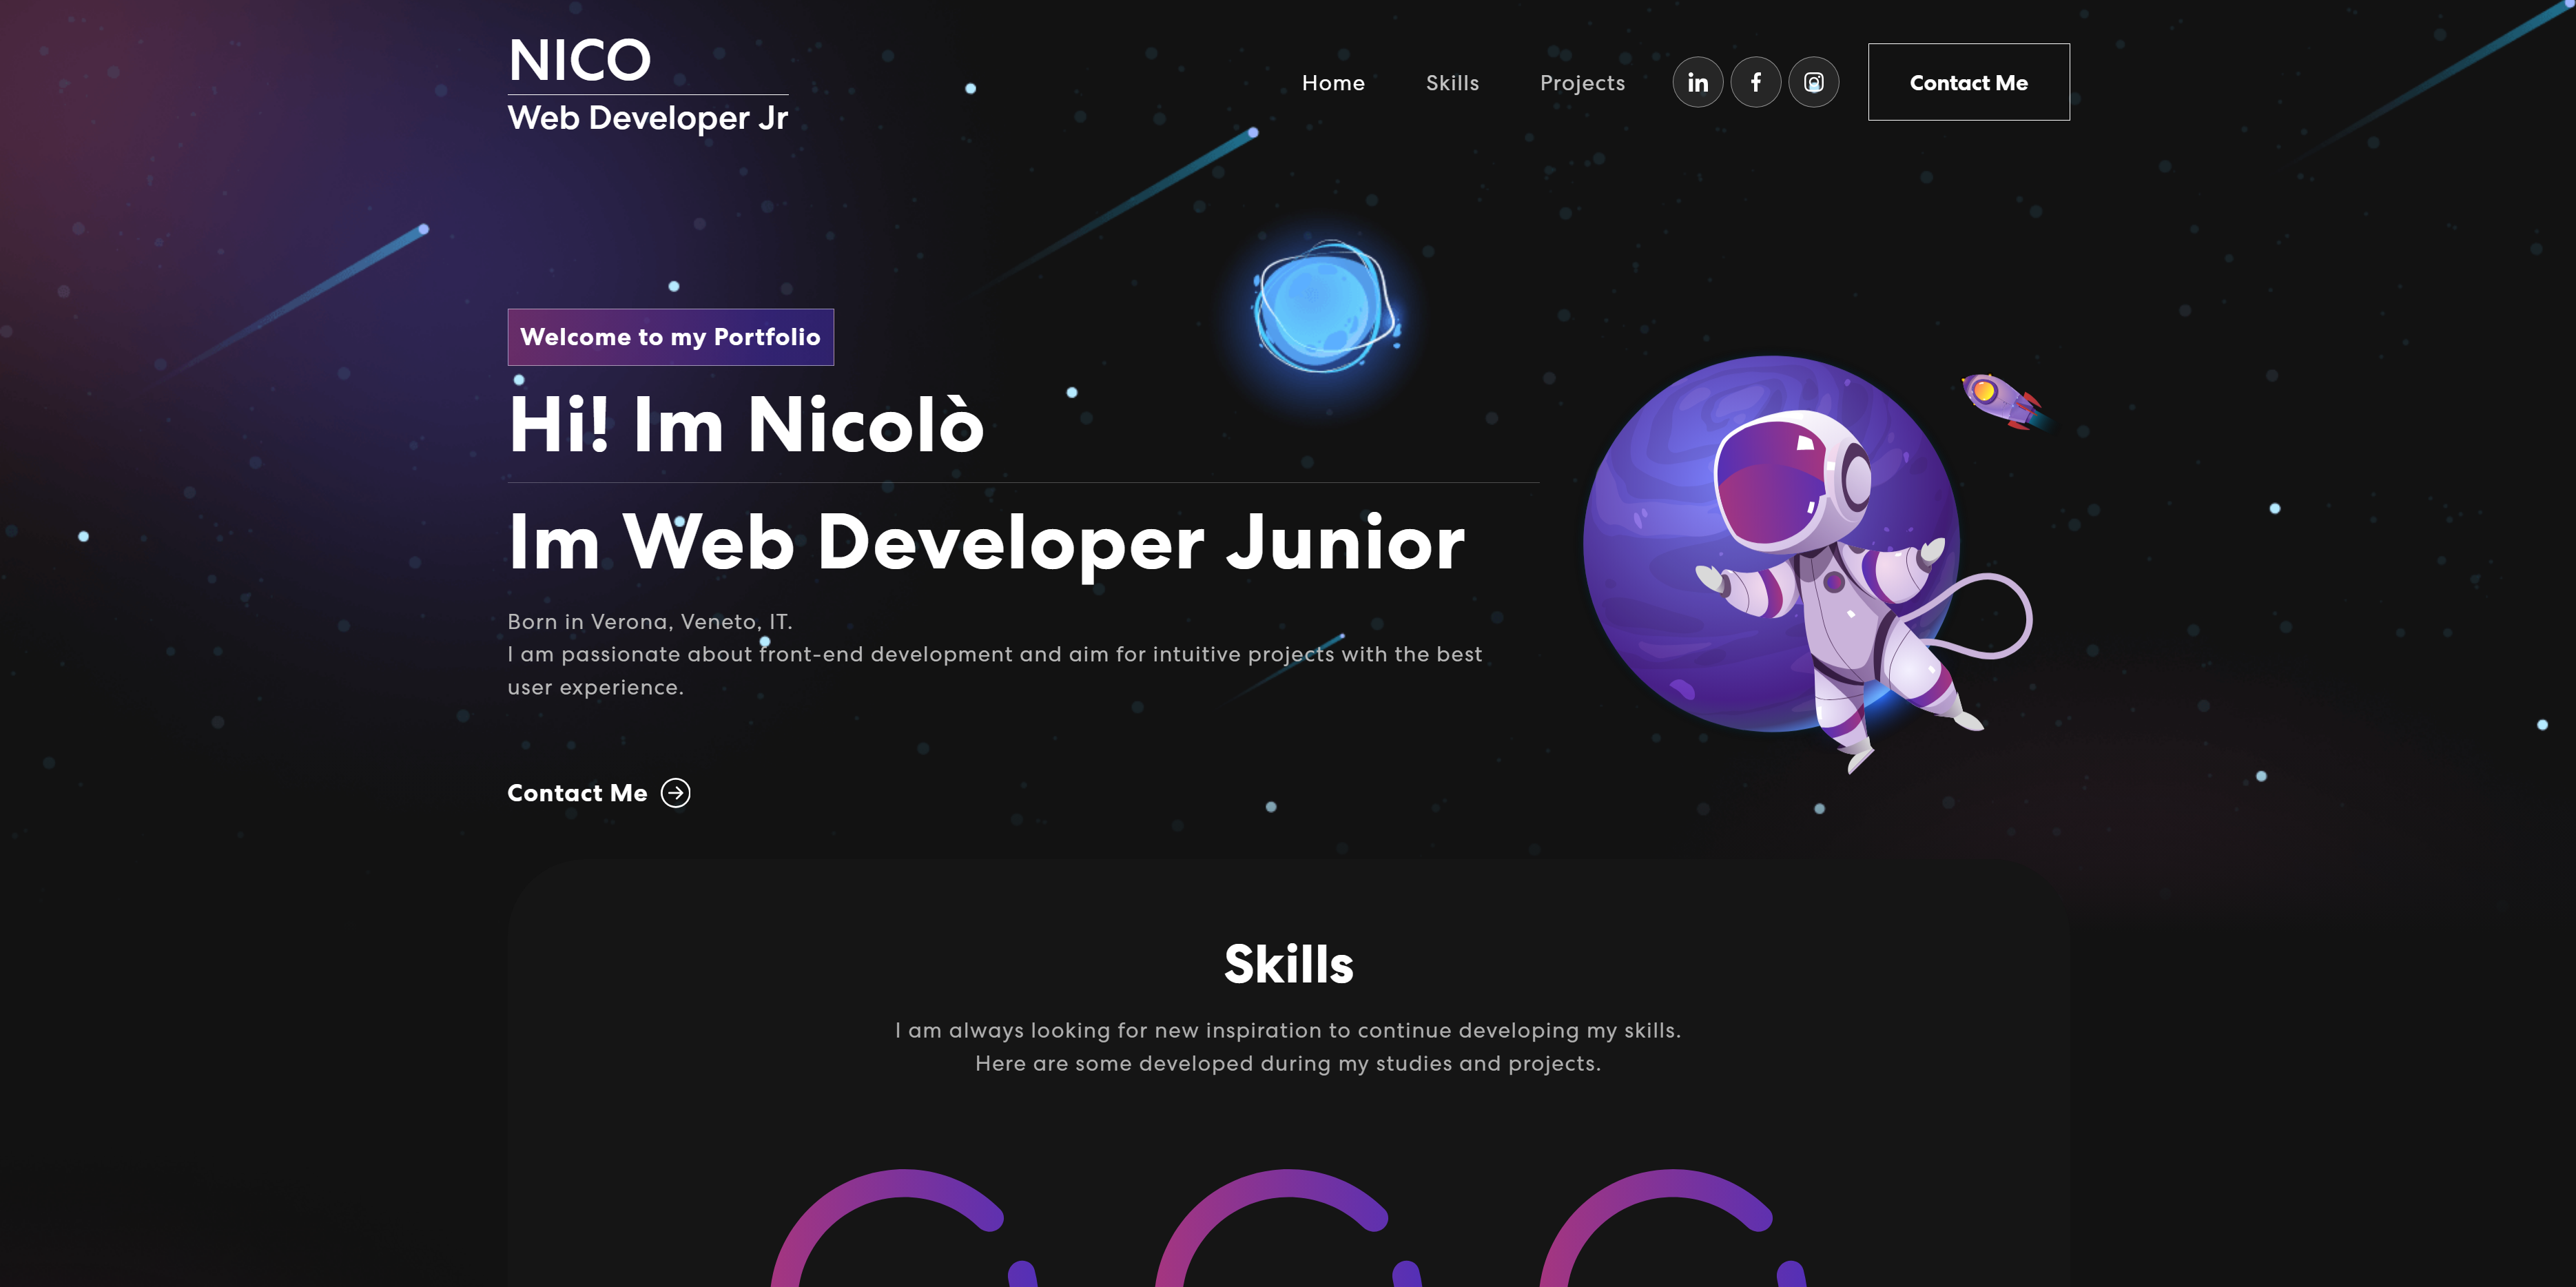 NICO
Web Developer Jr
Home
Skills
Projects
Contact Me
Welcome to my Portfolio
Hi! Im Nicolò
Im Web Developer Junior
Born in Verona, Veneto, IT.
I am passionate about front-end development and aim for intuitive projects with the best
user experience.
Contact Me
Skills
I am always looking for new inspiration to continue developing my skills.
Here are some developed during my studies and projects.